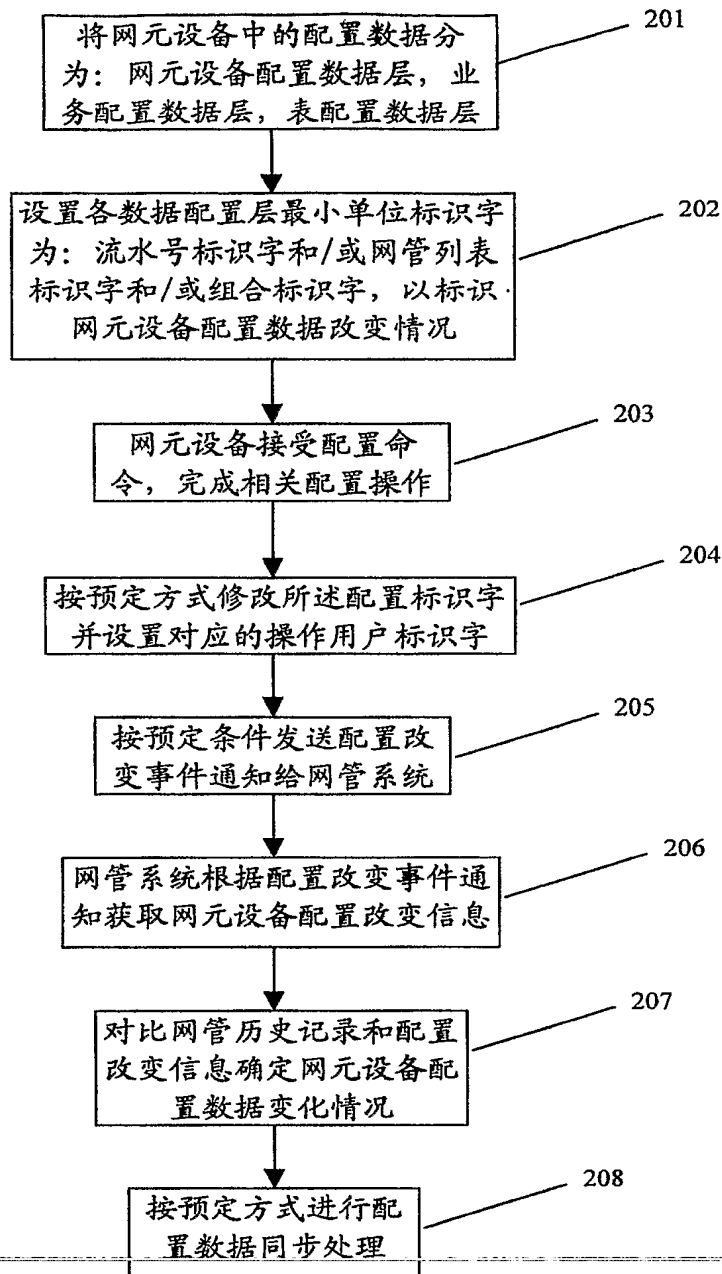 将网元设备中的配置数据分
为：网元设备配置数据层，业
务配置数据层，表配置数据层
201
设置各数据配置层最小单位标识字
为：流水号标识字和/或网管列表
标识字和/或组合标识字，以标识
网元设备配置数据改变情况
202
网元设备接受配置命
令，完成相关配置操作
203
按预定方式修改所述配置标识字
并设置对应的操作用户标识字
204
按预定条件发送配置改
变事件通知给网管系统
205
网管系统根据配置改变事件通
知获取网元设备配置改变信息
206
对比网管历史记录和配置
改变信息确定网元设备配
置数据变化情况
207
按预定方式进行配
置数据同步处理
208